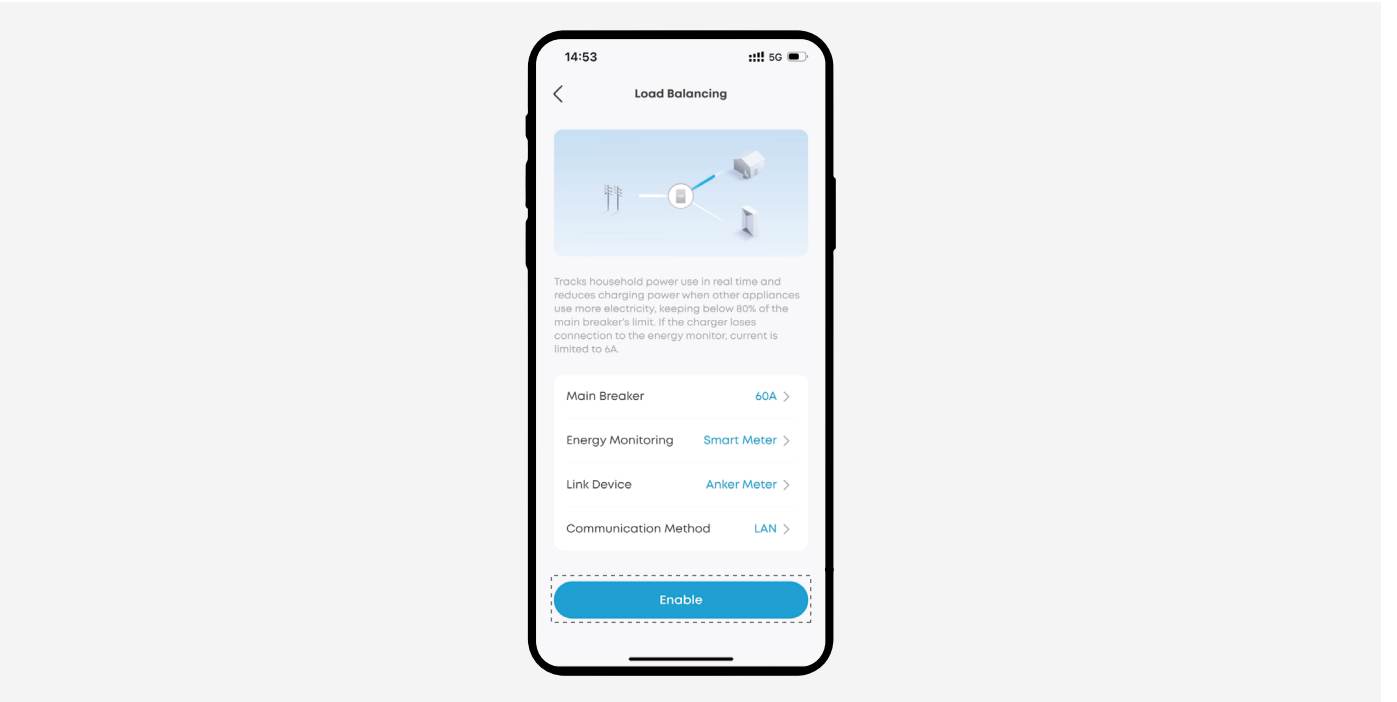 14:53
5G
Load Balancing
Tracks household power use in real time and
reduces charging power when other appliances
use more electricity, keeping below 80% of the
main breaker's limit. If the charger loses
connection to the energy monitor, current is
limited to 6A.
Main Breaker 60A
Energy Monitoring Smart Meter
Link Device Anker Meter
Communication Method LAN
Enable